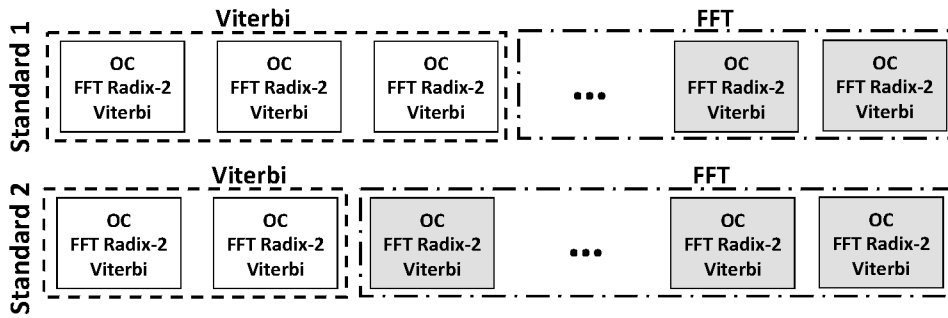 Viterbi
FFT
Standard 1
OC
FFT Radix-2
Viterbi
OC
FFT Radix-2
Viterbi
OC
FFT Radix-2
Viterbi
...
OC
FFT Radix-2
Viterbi
OC
FFT Radix-2
Viterbi
Viterbi
FFT
Standard 2
OC
FFT Radix-2
Viterbi
OC
FFT Radix-2
Viterbi
OC
FFT Radix-2
Viterbi
...
OC
FFT Radix-2
Viterbi
OC
FFT Radix-2
Viterbi